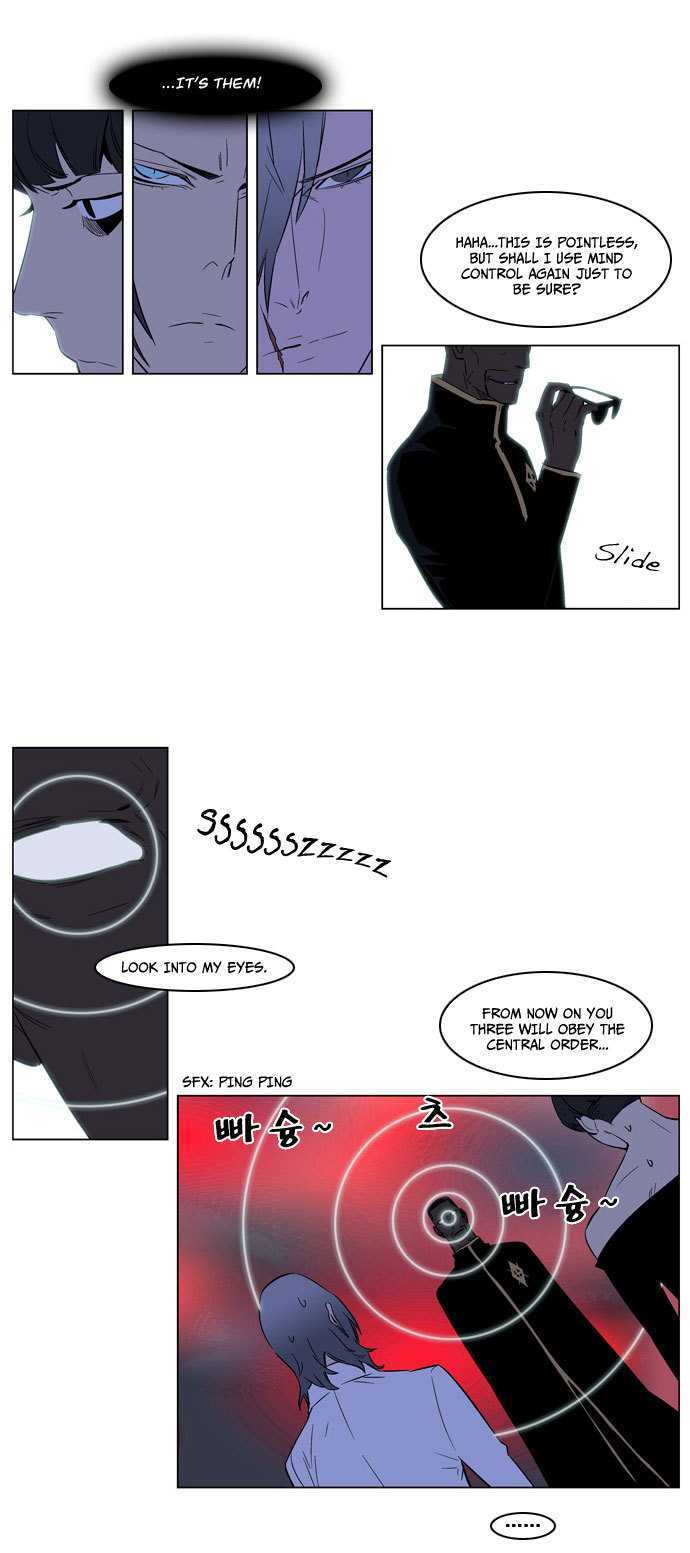 ...IT'S THEM!
HAHA...THIS IS POINTLESS,
BUT SHALL I USE MIND
CONTROL AGAIN JUST TO
BE SURE?
Slide
SSSSSSZZZZZ
LOOK INTO MY EYES.
FROM NOW ON YOU
THREE WILL OBEY THE
CENTRAL ORDER...
SFX: PING PING
빠슝~
츠
빠슝~
......